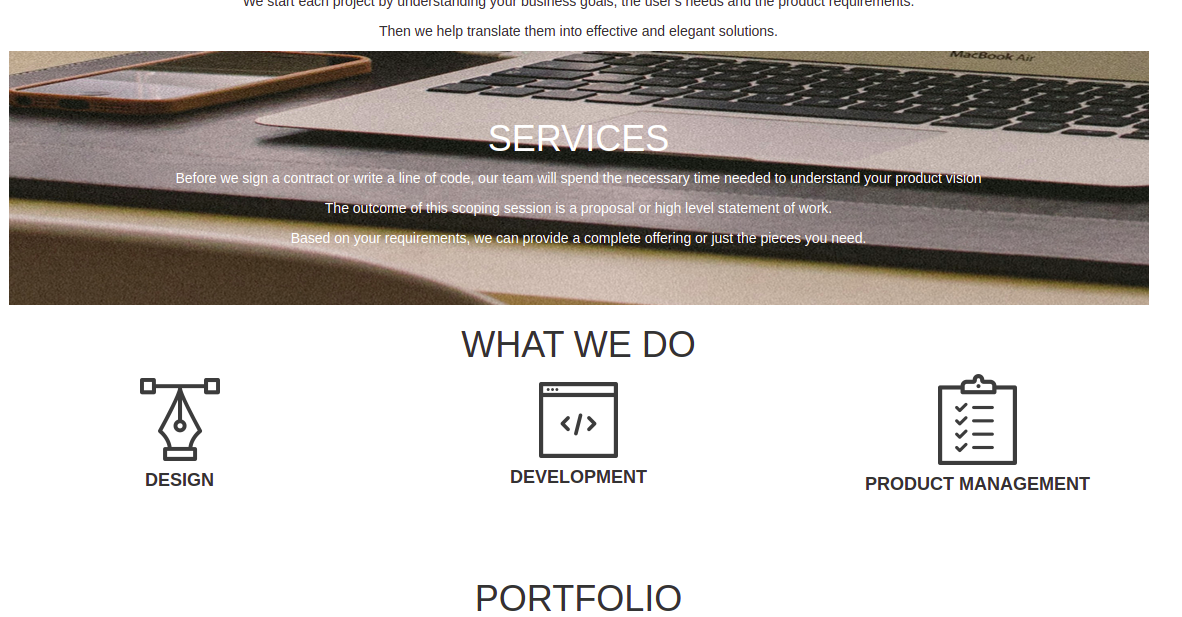 We start each project by understanding your business goals, the user's needs and the product requirements.
Then we help translate them into effective and elegant solutions.
MacBook Air
SERVICES
Before we sign a contract or write a line of code, our team will spend the necessary time needed to understand your product vision
The outcome of this scoping session is a proposal or high level statement of work.
Based on your requirements, we can provide a complete offering or just the pieces you need.
WHAT WE DO
DESIGN
DEVELOPMENT
PRODUCT MANAGEMENT
PORTFOLIO